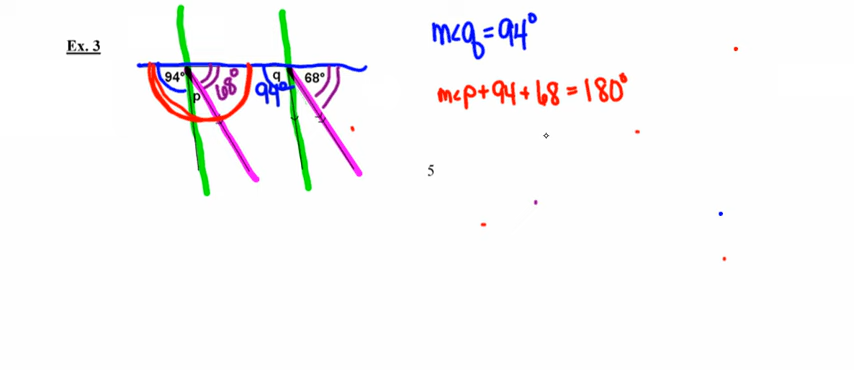 Ex. 3
94°
p
68°
q
94°
68°
m<q = 94°
m<p + 94 + 68 = 180°
5